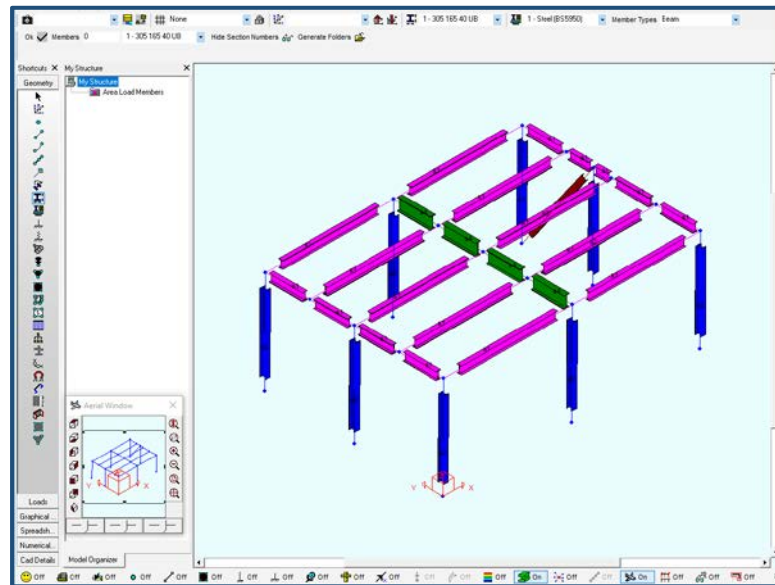 None 1 - 305 165 40 UB 1 - Steel (BS5950) Member Types Beam
Ok Members 0 1 - 305 165 40 UB Hide Section Numbers Generate Folders
Shortcuts X My Structure X
Geometry
My Structure
Area Load Members
Aerial Window
Y X
Y X
Loads
Graphical ...
Spreadsh...
Numerical...
Cad Details
Model Organizer
Off Off Off Off Off Off Off Off Off Off Off Off Off Off On Off Off On Off Off Off